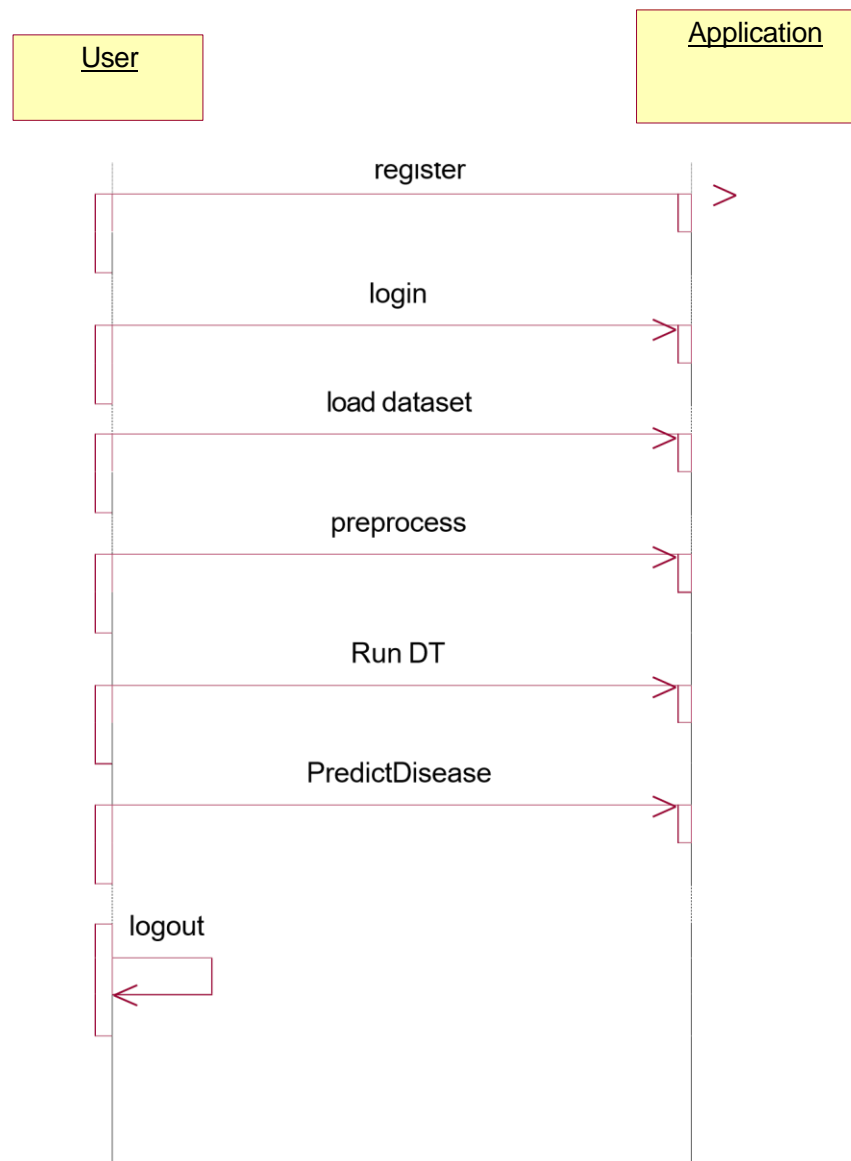 User
Application
register
login
load dataset
preprocess
Run DT
PredictDisease
logout